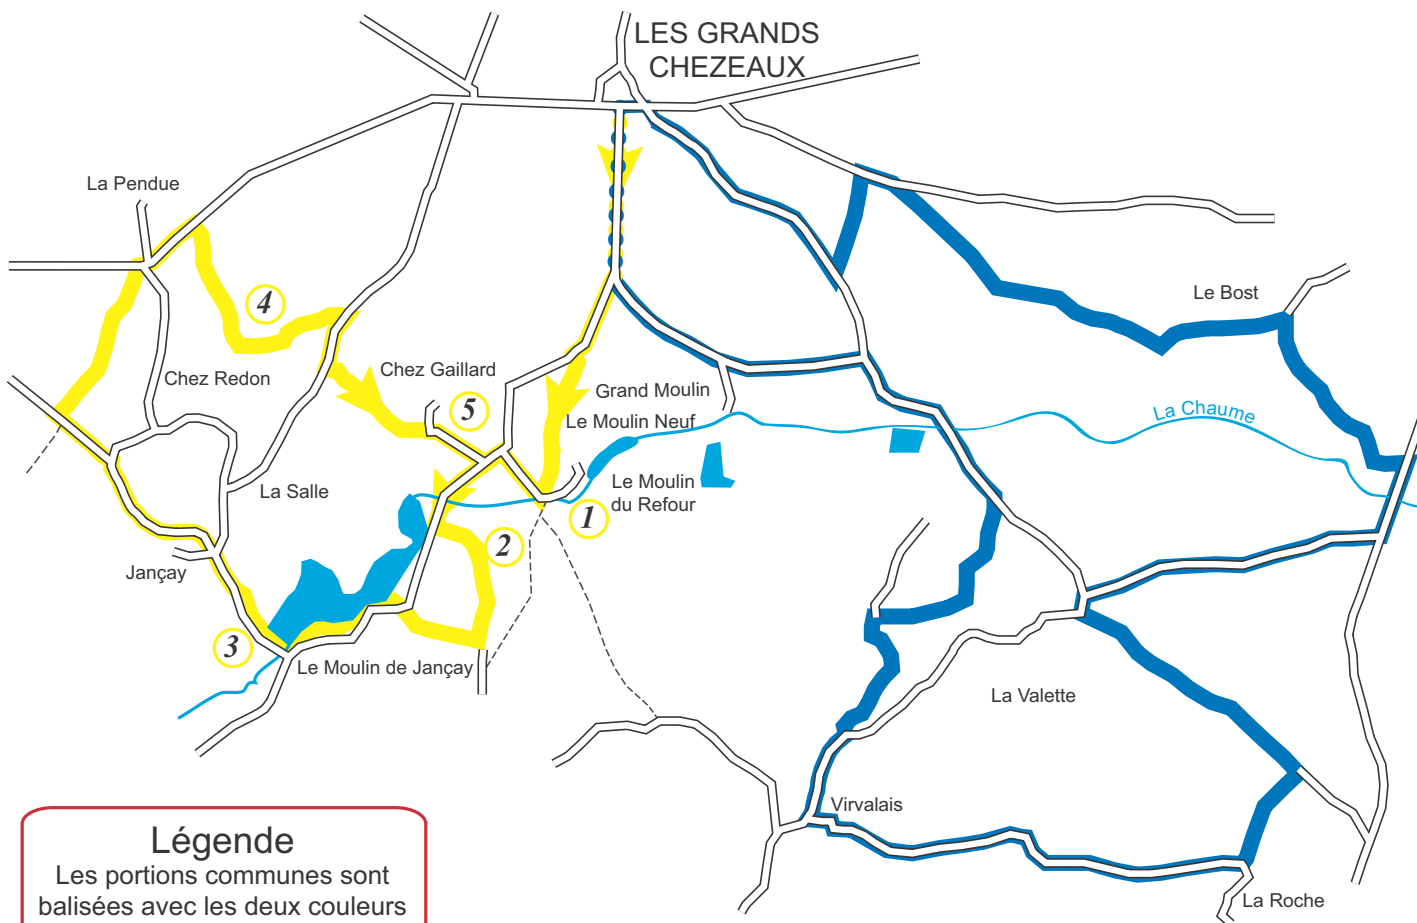 LES GRANDS
CHEZEAUX
La Pendue
4
Le Bost
Chez Redon
Chez Gaillard
5
Grand Moulin
Le Moulin Neuf
La Chaume
La Salle
Le Moulin
du Refour
1
2
Jançay
3
Le Moulin de Jançay
La Valette
Virvalais
La Roche
Légende
Les portions communes sont
balisées avec les deux couleurs